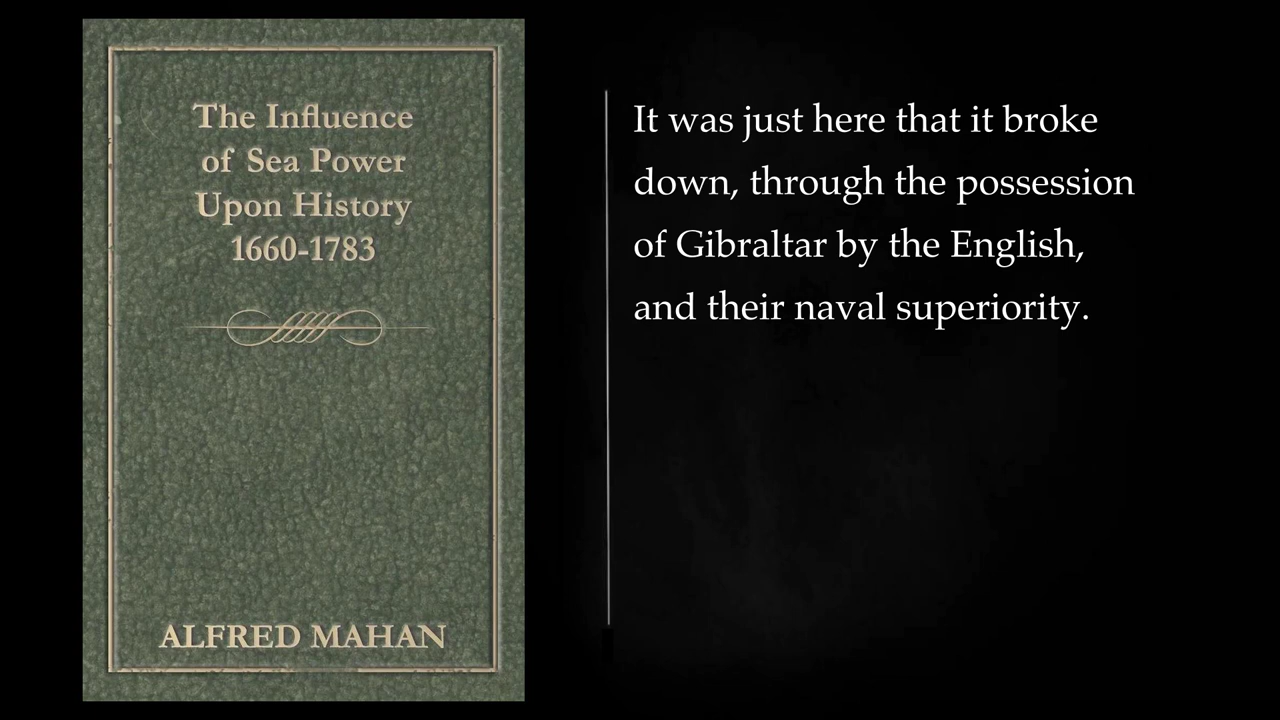 The Influence
of Sea Power
Upon History
1660-1783
ALFRED MAHAN
It was just here that it broke
down, through the possession
of Gibraltar by the English,
and their naval superiority.